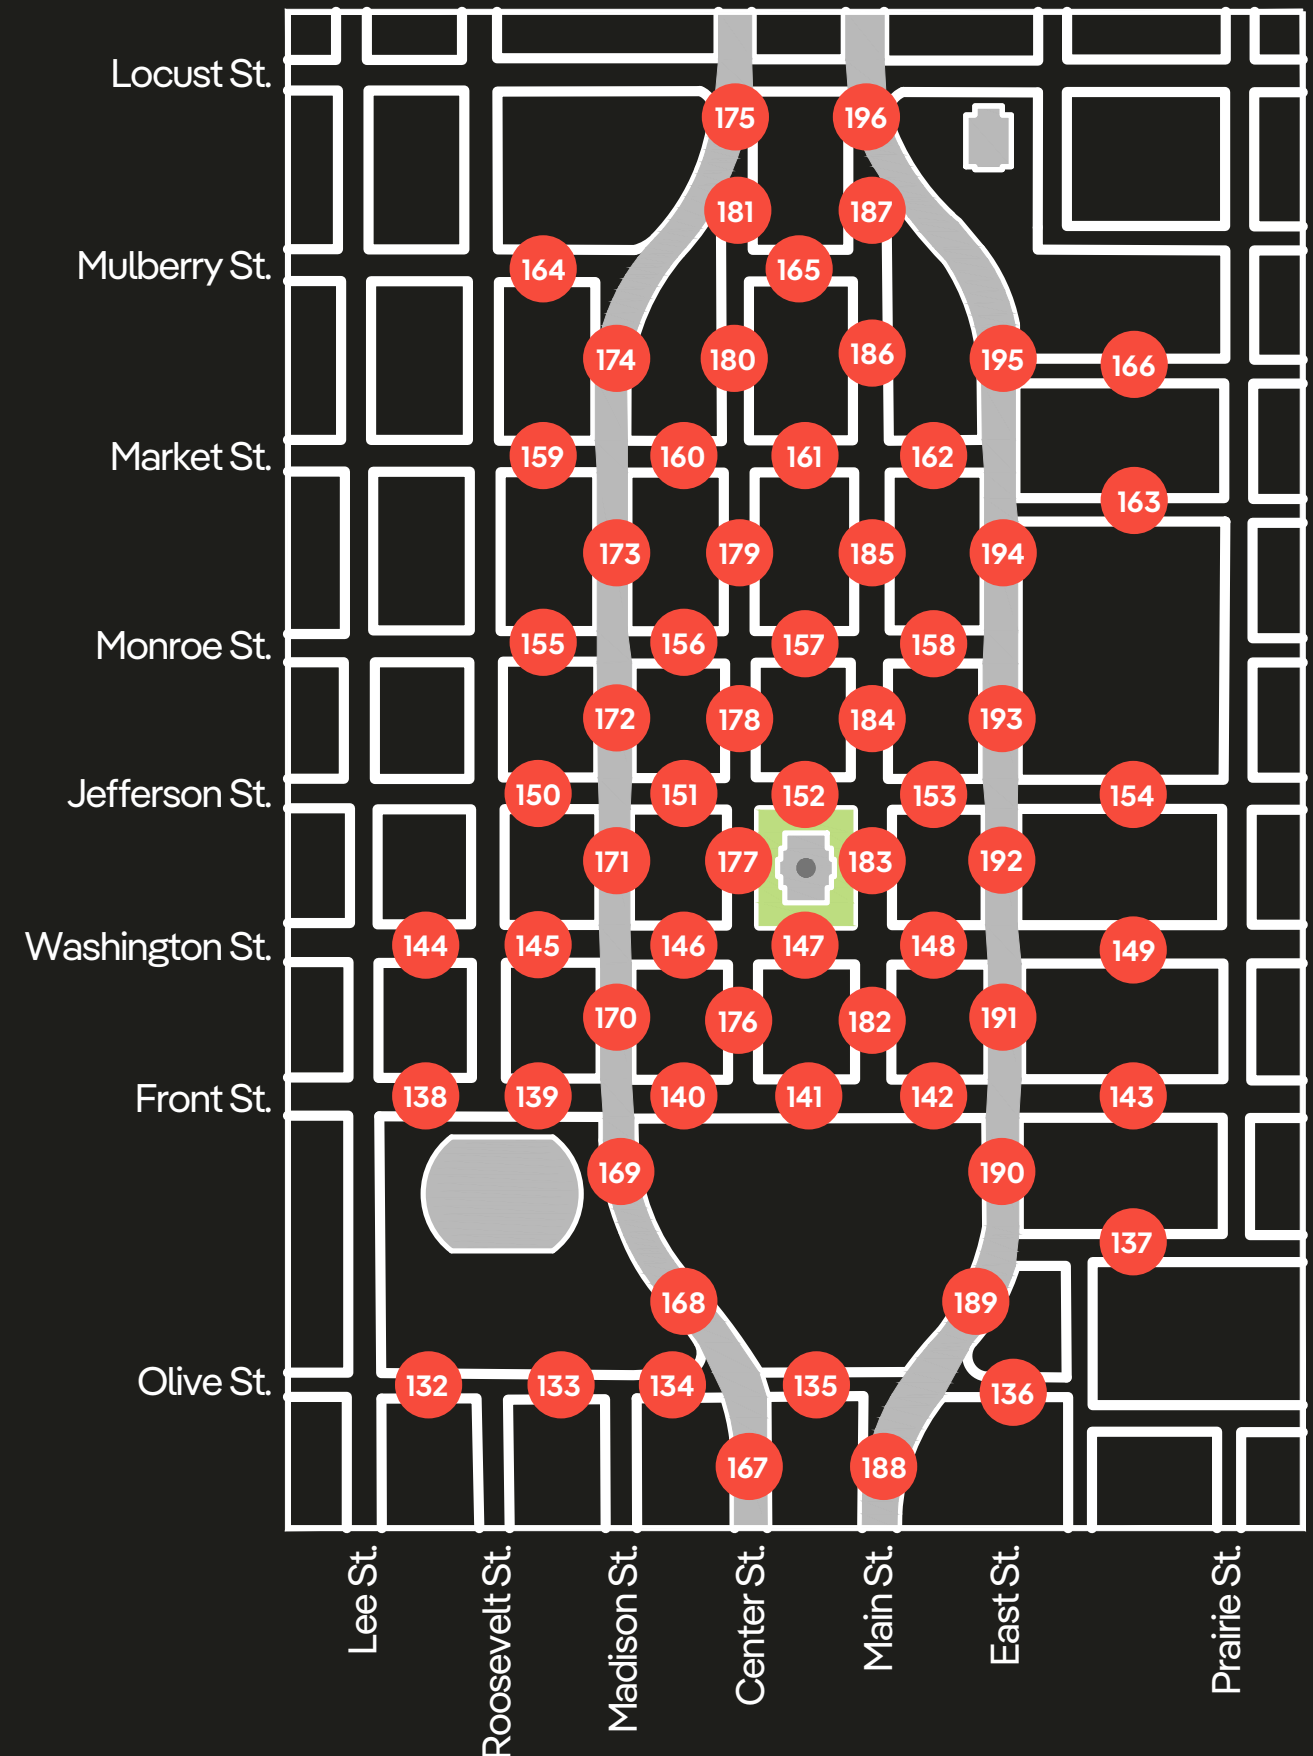 Locust St.
175 196
181 187
Mulberry St.
164 165
174 180 186 195 166
Market St.
159 160 161 162
163
173 179 185 194
Monroe St.
155 156 157 158
172 178 184 193
Jefferson St.
150 151 152 153 154
171 177 183 192
Washington St.
144 145 146 147 148 149
170 176 182 191
Front St.
138 139 140 141 142 143
169 190
137
168 189
Olive St.
132 133 134 135 136
167 188
Lee St.
Roosevelt St.
Madison St.
Center St.
Main St.
East St.
Prairie St.